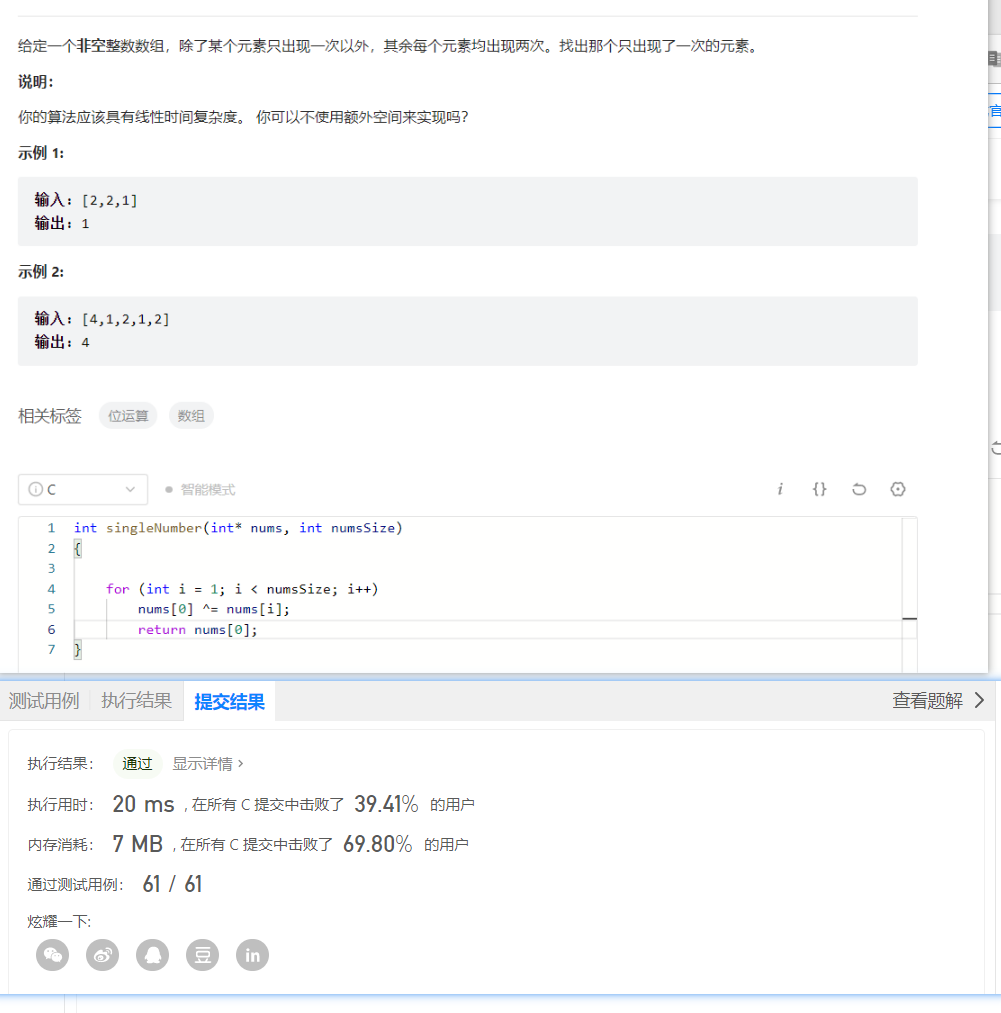 给定一个非空整数数组，除了某个元素只出现一次以外，其余每个元素均出现两次。找出那个只出现了一次的元素。
说明：
你的算法应该具有线性时间复杂度。 你可以不使用额外空间来实现吗？
示例 1:
输入: [2,2,1]
输出: 1
示例 2:
输入: [4,1,2,1,2]
输出: 4
相关标签 位运算 数组
C 智能模式 i {}
1 int singleNumber(int* nums, int numsSize)
2 {
3
4 for (int i = 1; i < numsSize; i++)
5 nums[0] ^= nums[i];
6 return nums[0];
7 }
测试用例 执行结果 提交结果 查看题解 >
执行结果： 通过 显示详情 >
执行用时： 20 ms , 在所有 C 提交中击败了 39.41% 的用户
内存消耗： 7 MB , 在所有 C 提交中击败了 69.80% 的用户
通过测试用例： 61 / 61
炫耀一下:
豆 in